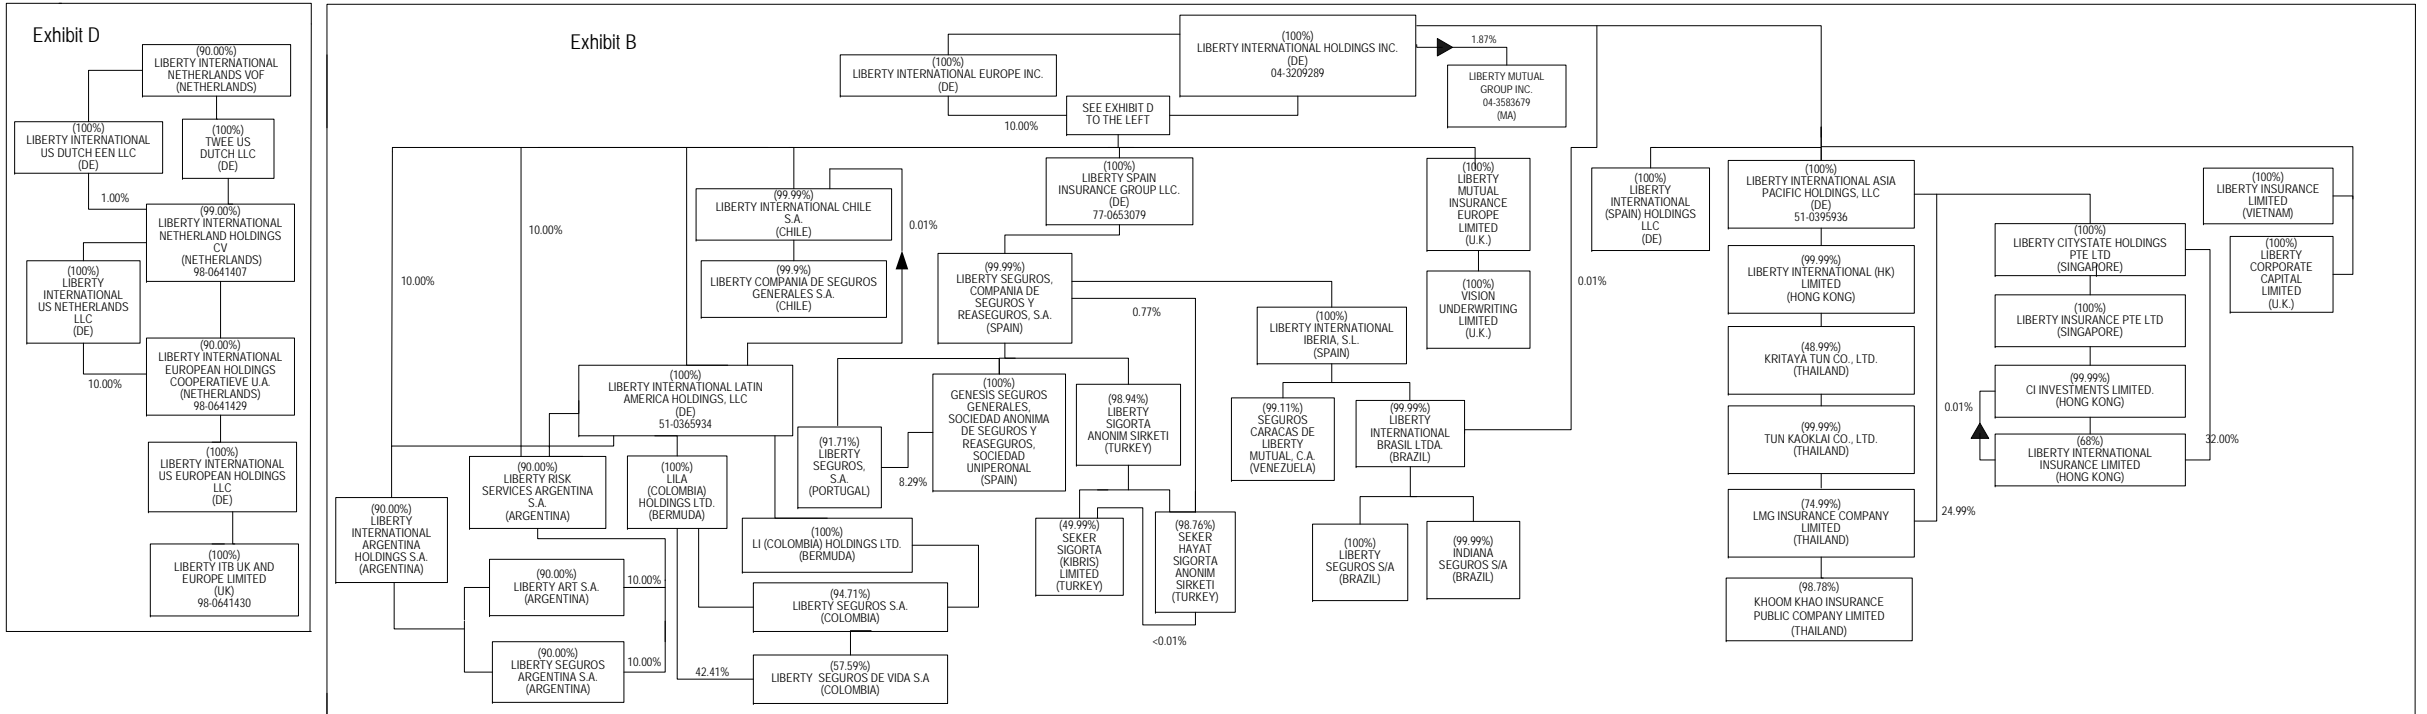 Exhibit D
(90.00%)
LIBERTY INTERNATIONAL
NETHERLANDS VOF
(NETHERLANDS)
(100%)
LIBERTY INTERNATIONAL
US DUTCH EEN LLC
(DE)
(100%)
TWEE US
DUTCH LLC
(DE)
1.00%
(99.00%)
LIBERTY INTERNATIONAL
NETHERLAND HOLDINGS
CV
(NETHERLANDS)
98-0641407
(100%)
LIBERTY
INTERNATIONAL
US NETHERLANDS
LLC
(DE)
10.00%
(90.00%)
LIBERTY INTERNATIONAL
EUROPEAN HOLDINGS
COOPERATIEVE U.A.
(NETHERLANDS)
98-0641429
(100%)
LIBERTY INTERNATIONAL
US EUROPEAN HOLDINGS
LLC
(DE)
(100%)
LIBERTY ITB UK AND
EUROPE LIMITED
(UK)
98-0641430
Exhibit B
(100%)
LIBERTY INTERNATIONAL HOLDINGS INC.
(DE)
04-3209289
1.87%
LIBERTY MUTUAL
GROUP INC.
04-3583679
(MA)
(100%)
LIBERTY INTERNATIONAL EUROPE INC.
(DE)
SEE EXHIBIT D
TO THE LEFT
10.00%
10.00%
10.00%
(99.99%)
LIBERTY INTERNATIONAL CHILE
S.A.
(CHILE)
0.01%
(99.9%)
LIBERTY COMPANIA DE SEGUROS
GENERALES S.A.
(CHILE)
(100%)
LIBERTY SPAIN
INSURANCE GROUP LLC.
(DE)
77-0653079
(100%)
LIBERTY
MUTUAL
INSURANCE
EUROPE
LIMITED
(U.K.)
(100%)
VISION
UNDERWRITING
LIMITED
(U.K.)
(99.99%)
LIBERTY SEGUROS,
COMPANIA DE
SEGUROS Y
REASEGUROS, S.A.
(SPAIN)
0.77%
(100%)
LIBERTY INTERNATIONAL
IBERIA, S.L.
(SPAIN)
0.01%
(100%)
LIBERTY INTERNATIONAL LATIN
AMERICA HOLDINGS, LLC
(DE)
51-0365934
(91.71%)
LIBERTY
SEGUROS,
S.A.
(PORTUGAL)
8.29%
(100%)
GENESIS SEGUROS
GENERALES,
SOCIEDAD ANONIMA
DE SEGUROS Y
REASEGUROS,
SOCIEDAD
UNIPERONAL
(SPAIN)
(98.94%)
LIBERTY
SIGORTA
ANONIM SIRKETI
(TURKEY)
(99.11%)
SEGUROS
CARACAS DE
LIBERTY
MUTUAL, C.A.
(VENEZUELA)
(99.99%)
LIBERTY
INTERNATIONAL
BRASIL LTDA.
(BRAZIL)
(90.00%)
LIBERTY
INTERNATIONAL
ARGENTINA
HOLDINGS S.A.
(ARGENTINA)
(90.00%)
LIBERTY RISK
SERVICES ARGENTINA
S.A.
(ARGENTINA)
(100%)
LILA
(COLOMBIA)
HOLDINGS LTD.
(BERMUDA)
(100%)
LI (COLOMBIA) HOLDINGS LTD.
(BERMUDA)
(49.99%)
SEKER
SIGORTA
(KIBRIS)
LIMITED
(TURKEY)
(98.76%)
SEKER
HAYAT
SIGORTA
ANONIM
SIRKETI
(TURKEY)
<0.01%
(100%)
LIBERTY
SEGUROS S/A
(BRAZIL)
(99.99%)
INDIANA
SEGUROS S/A
(BRAZIL)
(90.00%)
LIBERTY ART S.A.
(ARGENTINA)
10.00%
(94.71%)
LIBERTY SEGUROS S.A.
(COLOMBIA)
(90.00%)
LIBERTY SEGUROS
ARGENTINA S.A.
(ARGENTINA)
10.00%
42.41%
(57.59%)
LIBERTY SEGUROS DE VIDA S.A
(COLOMBIA)
(100%)
LIBERTY
INTERNATIONAL
(SPAIN) HOLDINGS
LLC
(DE)
(100%)
LIBERTY INTERNATIONAL ASIA
PACIFIC HOLDINGS, LLC
(DE)
51-0395936
(99.99%)
LIBERTY INTERNATIONAL (HK)
LIMITED
(HONG KONG)
(48.99%)
KRITAYA TUN CO., LTD.
(THAILAND)
(99.99%)
TUN KAOKLAI CO., LTD.
(THAILAND)
(74.99%)
LMG INSURANCE COMPANY
LIMITED
(THAILAND)
24.99%
(98.78%)
KHOOM KHAO INSURANCE
PUBLIC COMPANY LIMITED
(THAILAND)
(100%)
LIBERTY CITYSTATE HOLDINGS
PTE LTD
(SINGAPORE)
(100%)
LIBERTY INSURANCE PTE LTD
(SINGAPORE)
(99.99%)
CI INVESTMENTS LIMITED.
(HONG KONG)
0.01%
(68%)
LIBERTY INTERNATIONAL
INSURANCE LIMITED
(HONG KONG)
32.00%
(100%)
LIBERTY INSURANCE
LIMITED
(VIETNAM)
(100%)
LIBERTY
CORPORATE
CAPITAL
LIMITED
(U.K.)